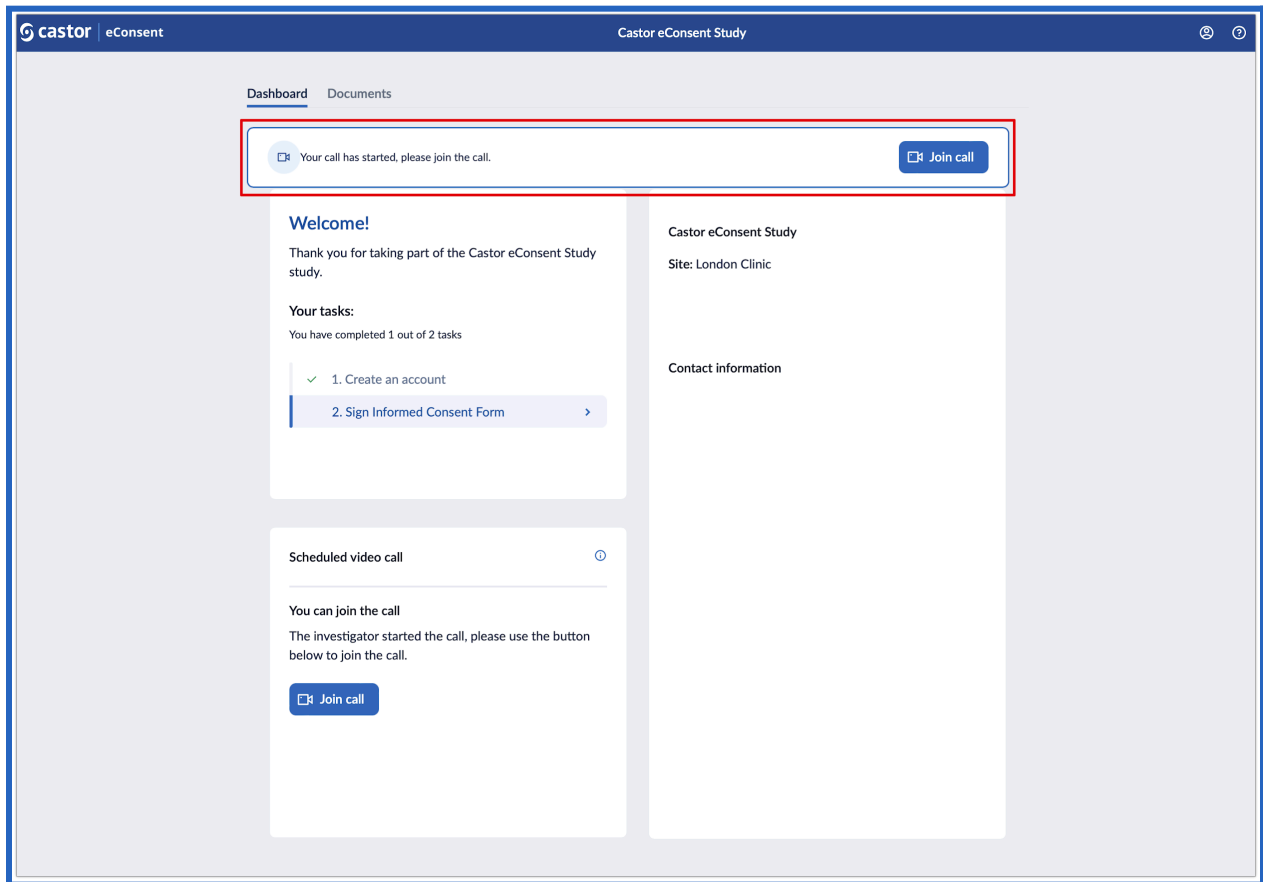 castor eConsent Castor eConsent Study
Dashboard Documents
Your call has started, please join the call. Join call
Welcome!
Thank you for taking part of the Castor eConsent Study
study.
Your tasks:
You have completed 1 out of 2 tasks
1. Create an account
2. Sign Informed Consent Form
Castor eConsent Study
Site: London Clinic
Contact information
Scheduled video call
You can join the call
The investigator started the call, please use the button
below to join the call.
Join call